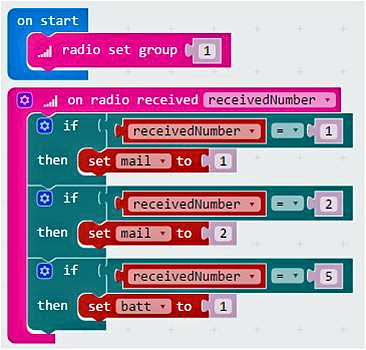 on start
radio set group 1
on radio received receivedNumber
if receivedNumber = 1
then set mail to 1
if receivedNumber = 2
then set mail to 2
if receivedNumber = 5
then set batt to 1